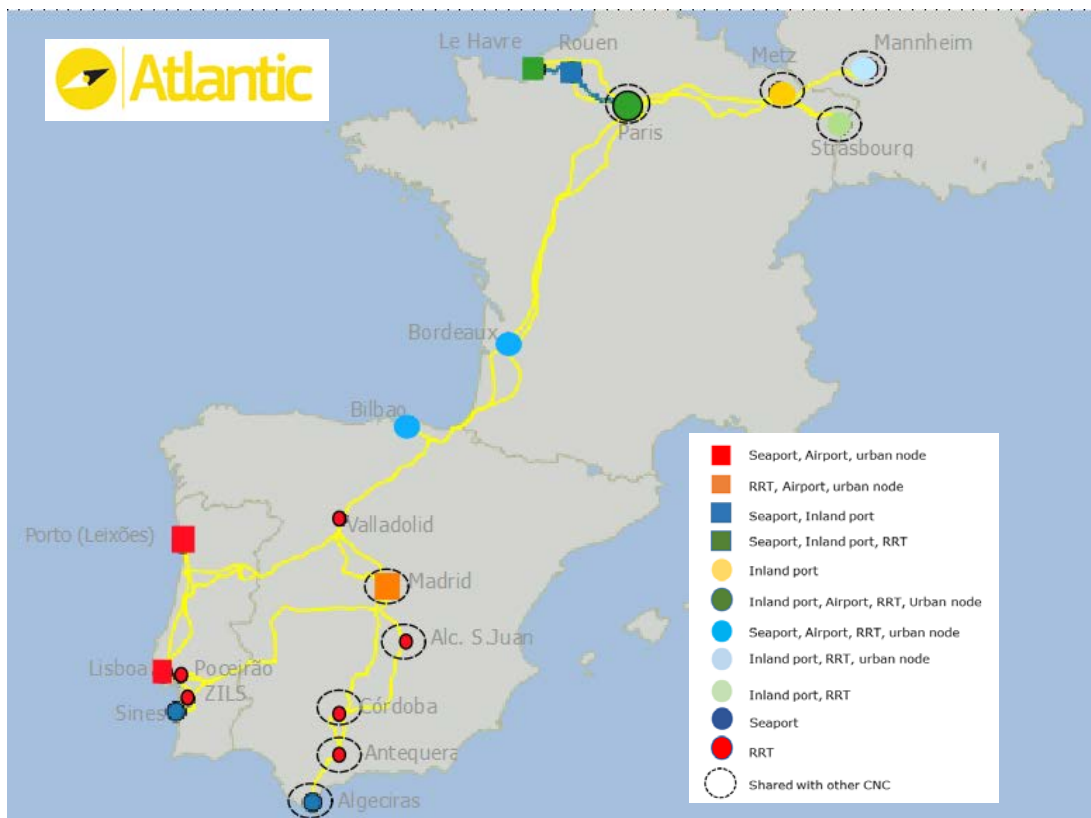 Atlantic
Le Havre
Rouen
Metz
Mannheim
Paris
Strasbourg
Bordeaux
Bilbao
Valladolid
Porto (Leixões)
Madrid
Alc. S.Juan
Lisboa
Poceirão
ZILS
Sines
Córdoba
Antequera
Algeciras
Seaport, Airport, urban node
RRT, Airport, urban node
Seaport, Inland port
Seaport, Inland port, RRT
Inland port
Inland port, Airport, RRT, Urban node
Seaport, Airport, RRT, urban node
Inland port, RRT, urban node
Inland port, RRT
Seaport
RRT
Shared with other CNC